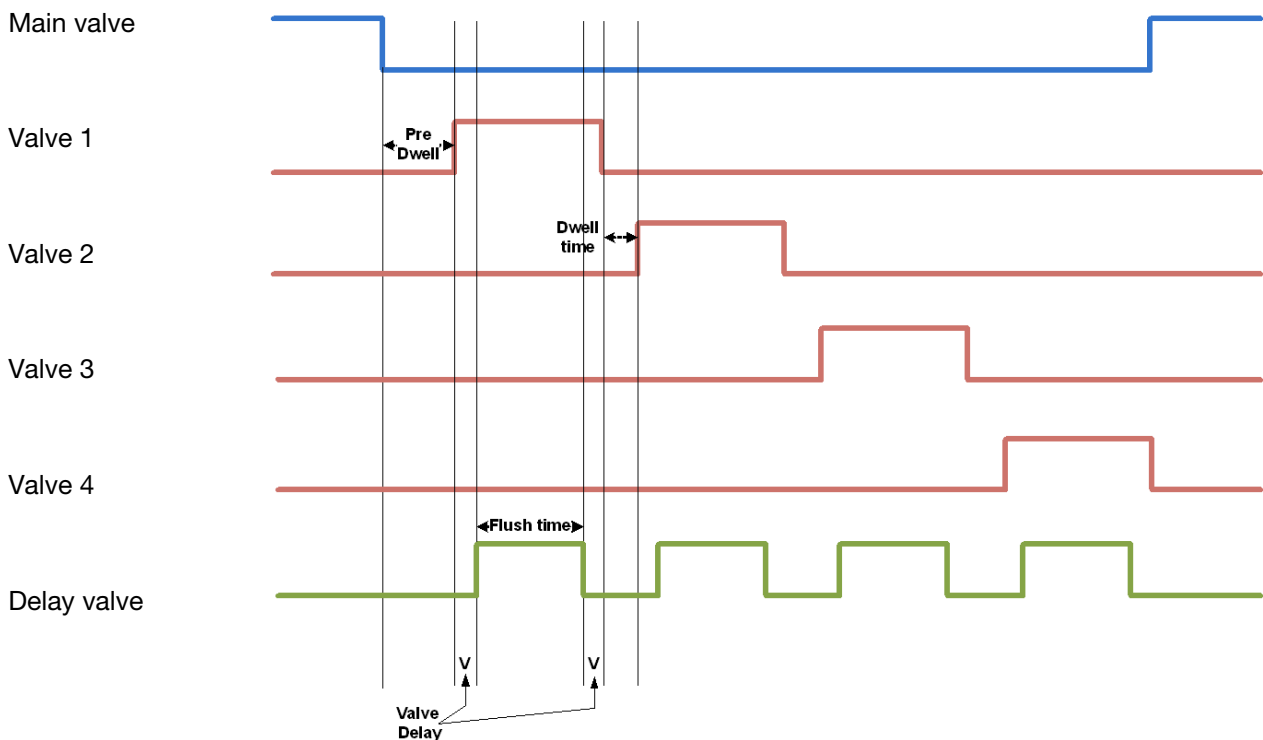 Main valve
Valve 1
Pre
Dwell
Dwell
time
Valve 2
Valve 3
Valve 4
Flush time
Delay valve
V
V
Valve
Delay